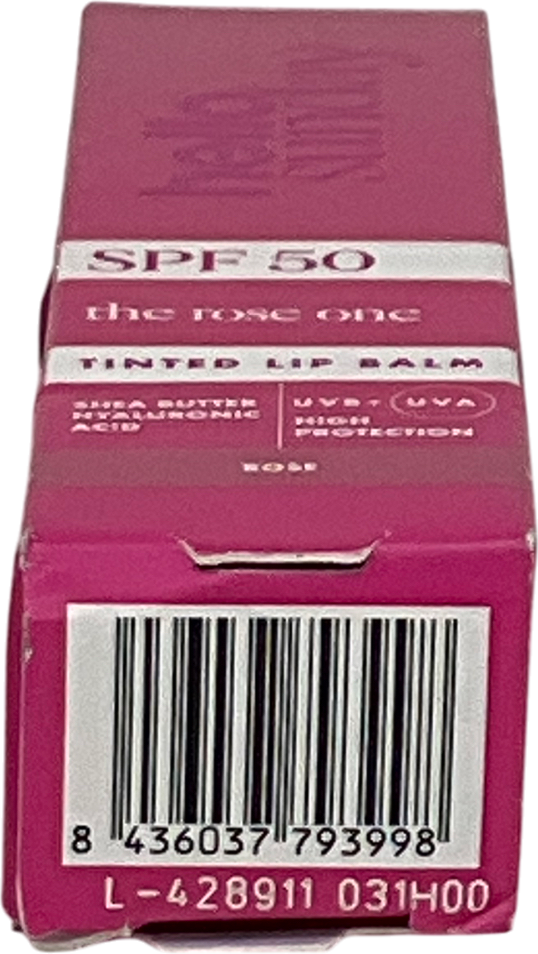 hello
sunday
SPF 50
the rose one
TINTED LIP BALM
SHEA BUTTER
HYALURONIC
ACID
UVB + UVA
HIGH
PROTECTION
ROSE
8 436037 793998
L-428911 031H00